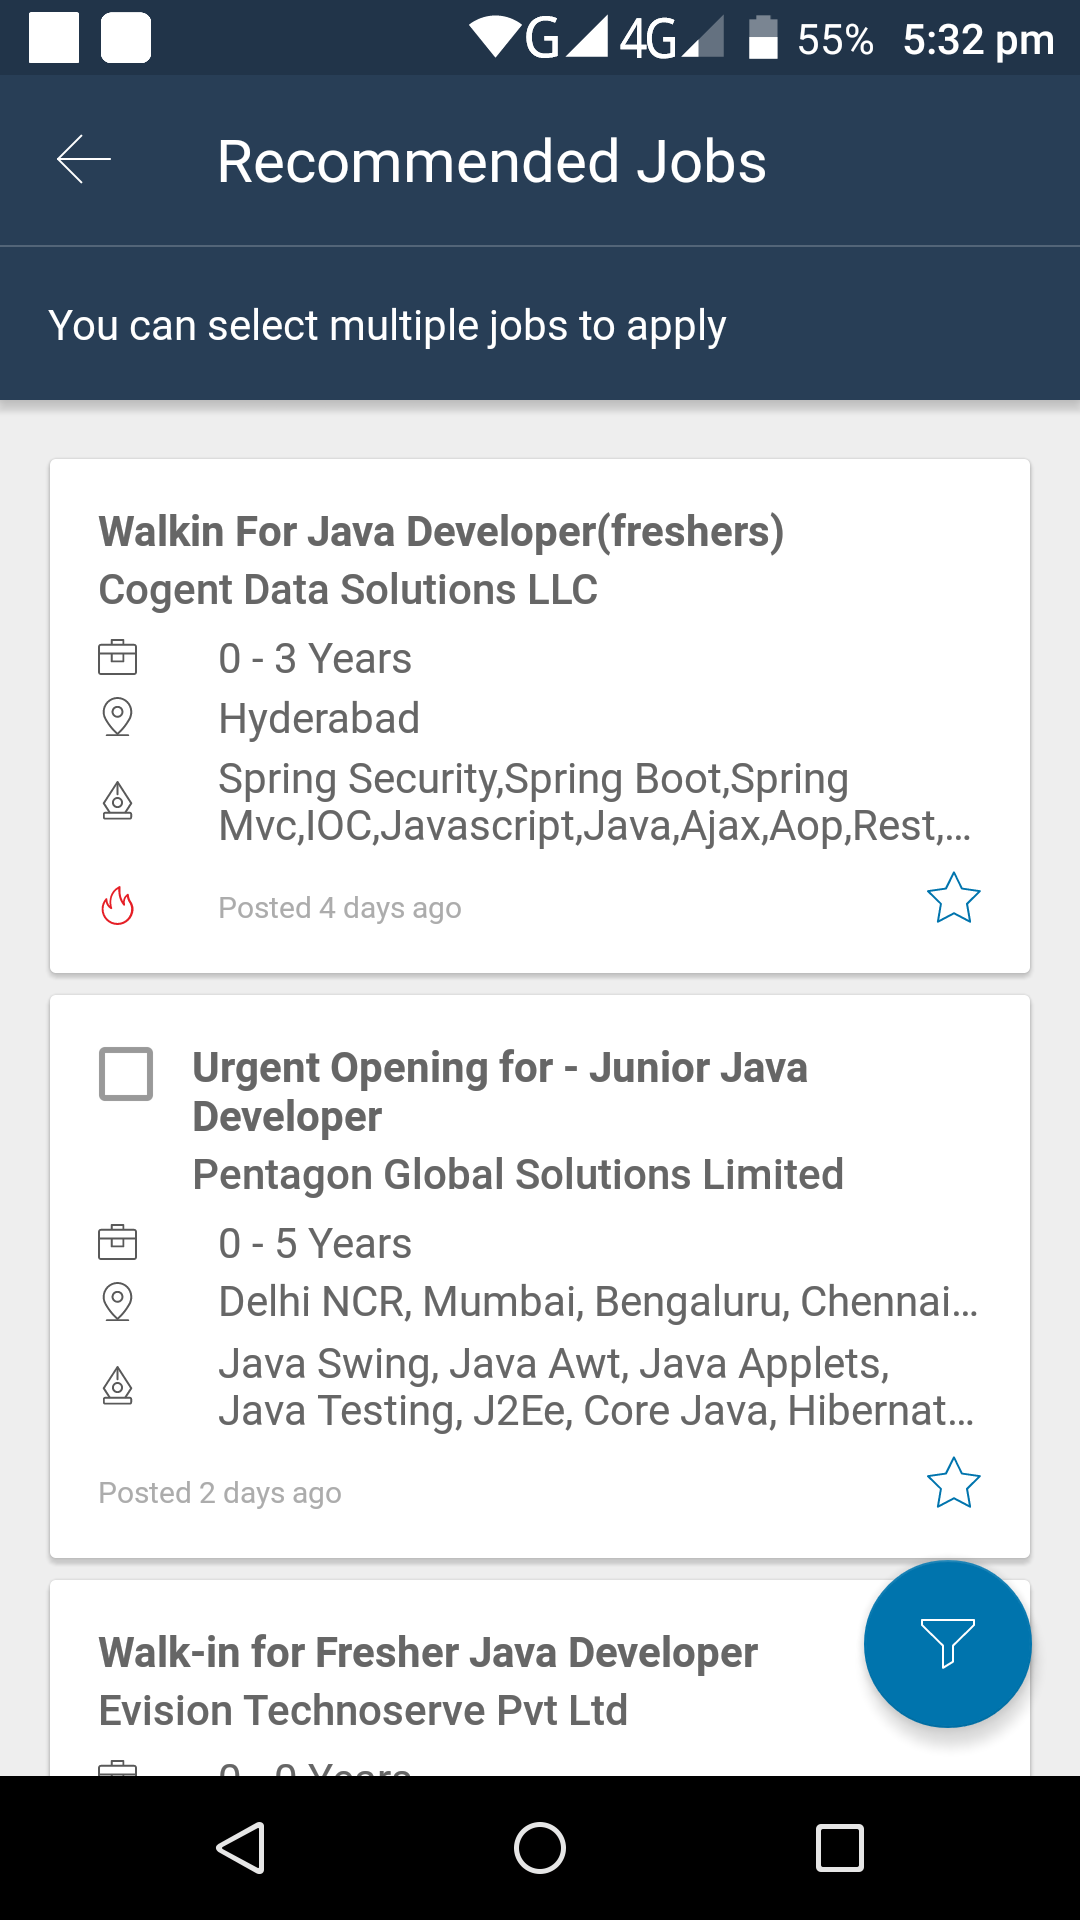 G 4G 55% 5:32 pm
Recommended Jobs
You can select multiple jobs to apply
Walkin For Java Developer(freshers)
Cogent Data Solutions LLC
0 - 3 Years
Hyderabad
Spring Security,Spring Boot,Spring
Mvc,IOC,Javascript,Java,Ajax,Aop,Rest,...
Posted 4 days ago
Urgent Opening for - Junior Java
Developer
Pentagon Global Solutions Limited
0 - 5 Years
Delhi NCR, Mumbai, Bengaluru, Chennai...
Java Swing, Java Awt, Java Applets,
Java Testing, J2Ee, Core Java, Hibernat...
Posted 2 days ago
Walk-in for Fresher Java Developer
Evision Technoserve Pvt Ltd
0 - 0 Years